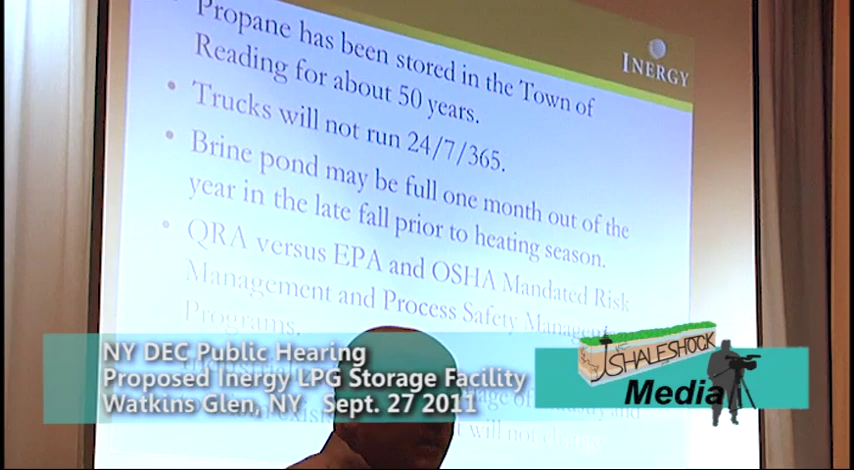 Propane has been stored in the Town of
Reading for about 50 years.
INERGY
• Trucks will not run 24/7/365.
• Brine pond may be full one month out of the
year in the late fall prior to heating season.
• QRA versus EPA and OSHA Mandated Risk
Management and Process Safety Management
Programs.
NY DEC Public Hearing
Proposed Inergy LPG Storage Facility
Watkins Glen, NY Sept. 27 2011
SHALESHOCK
Media
will not